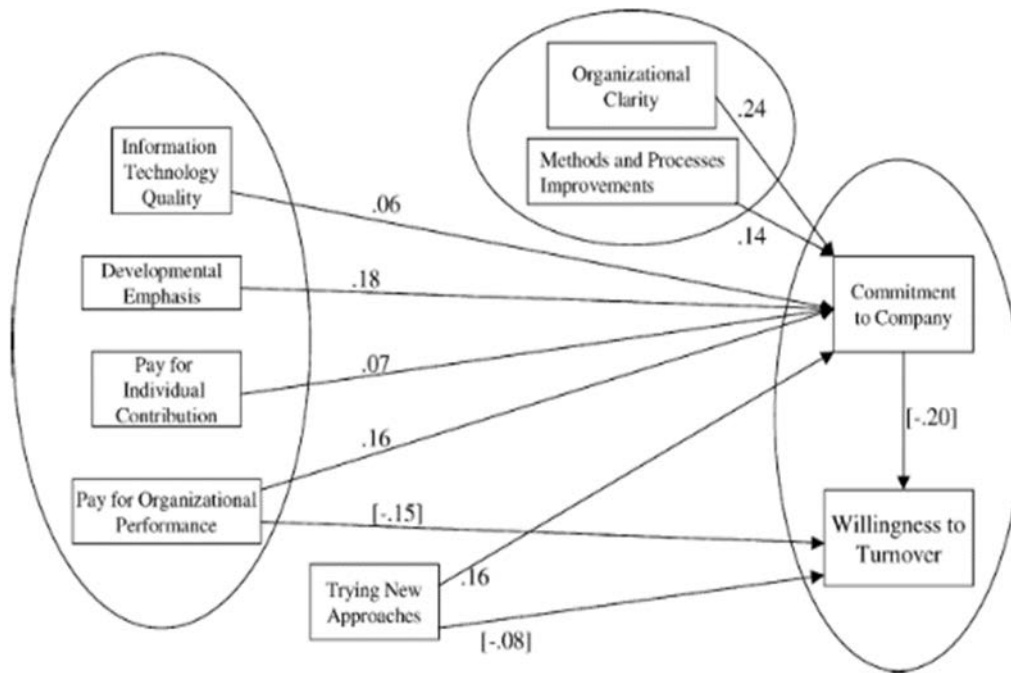 Organizational
Clarity
.24
Methods and Processes
Improvements
.14
Information
Technology
Quality
.06
Developmental
Emphasis
.18
Commitment
to Company
Pay for
Individual
Contribution
.07
[-.20]
.16
Pay for Organizational
Performance
[-.15]
Willingness to
Turnover
Trying New
Approaches
.16
[-.08]